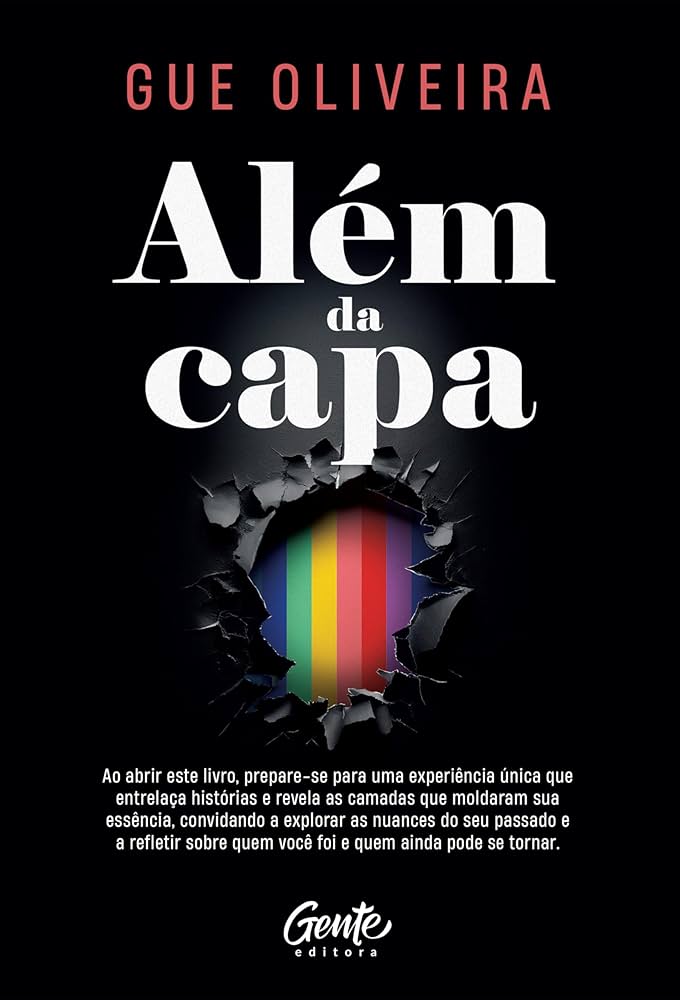 GUE OLIVEIRA
Além
da
capa
Ao abrir este livro, prepare-se para uma experiência única que
entrelaça histórias e revela as camadas que moldaram sua
essência, convidando a explorar as nuances do seu passado e
a refletir sobre quem você foi e quem ainda pode se tornar.
Gente
editora